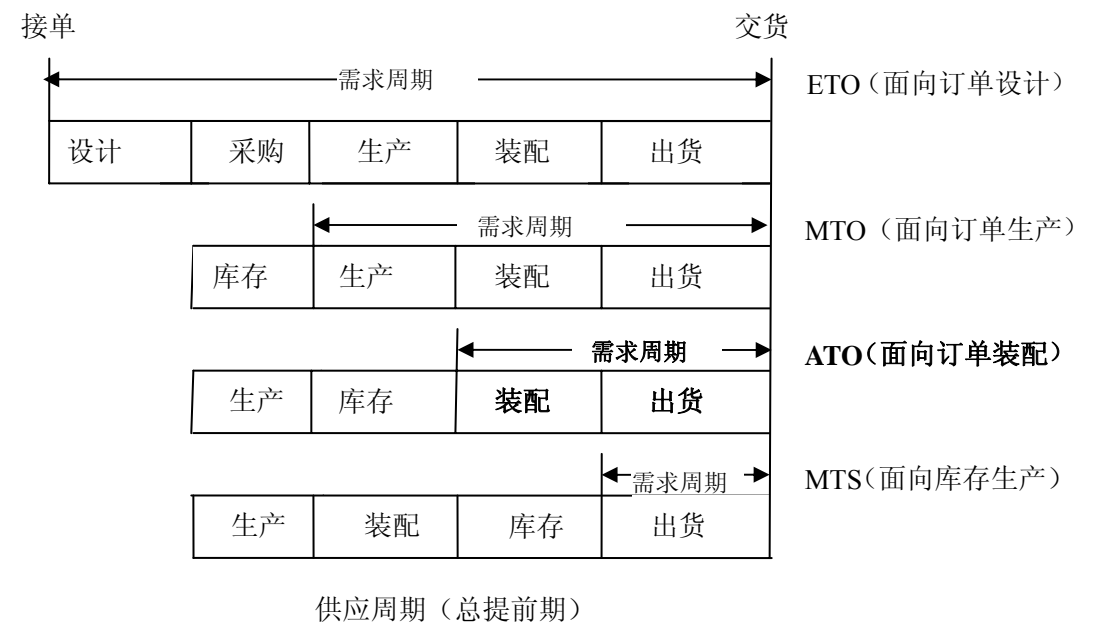 接单 交货
需求周期 ETO（面向订单设计）
设计 采购 生产 装配 出货
需求周期 MTO（面向订单生产）
库存 生产 装配 出货
需求周期 ATO（面向订单装配）
生产 库存 装配 出货
需求周期 MTS（面向库存生产）
生产 装配 库存 出货
供应周期（总提前期）